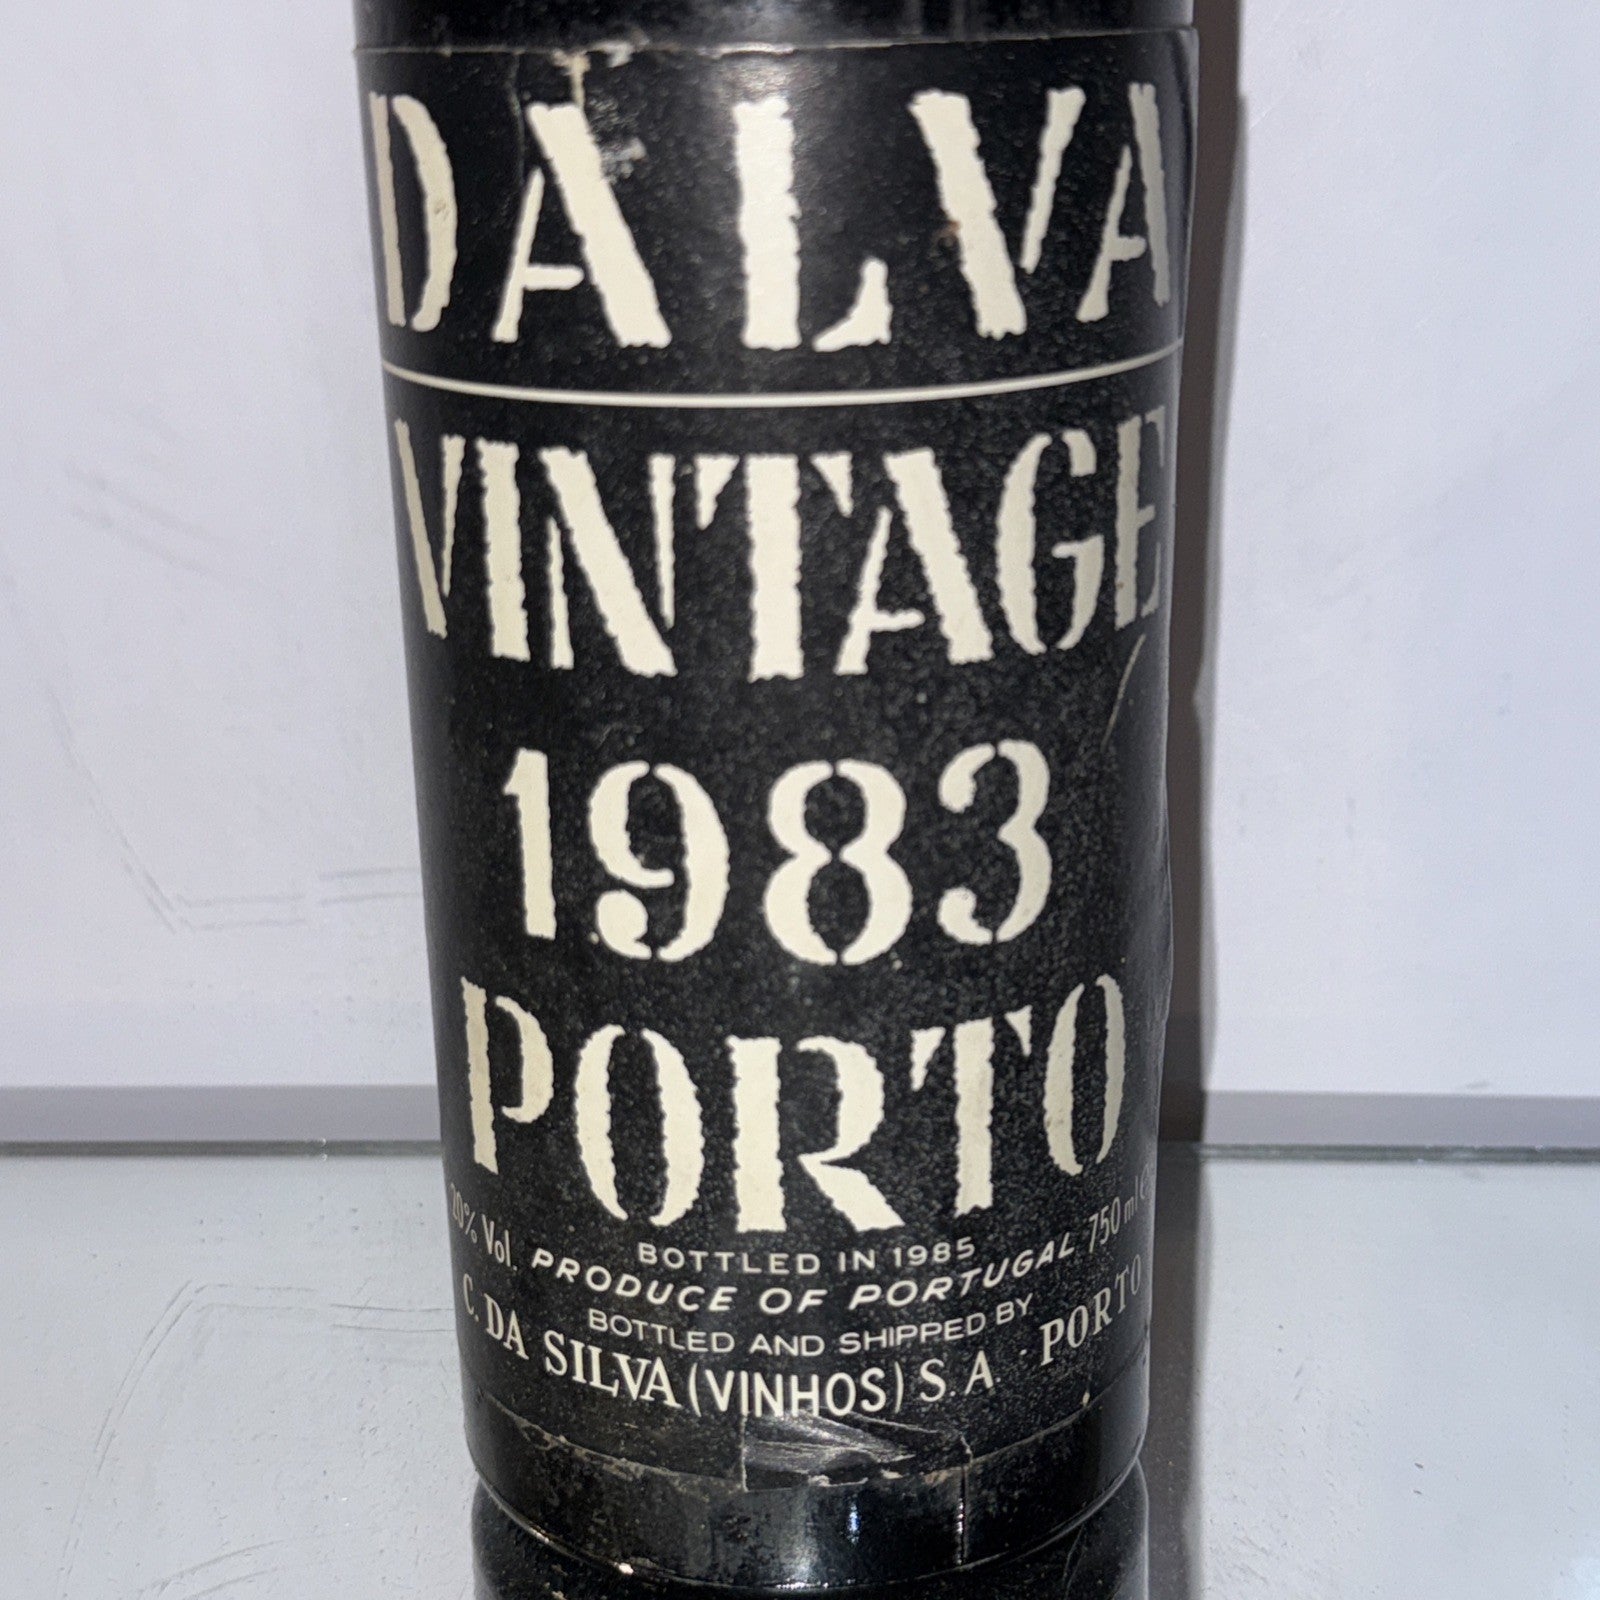 DALVA
VINTAGE
1983
PORTO
BOTTLED IN 1985
20% Vol. PRODUCE OF PORTUGAL 750 ml
BOTTLED AND SHIPPED BY
C. DA SILVA (VINHOS) S.A. · PORTO